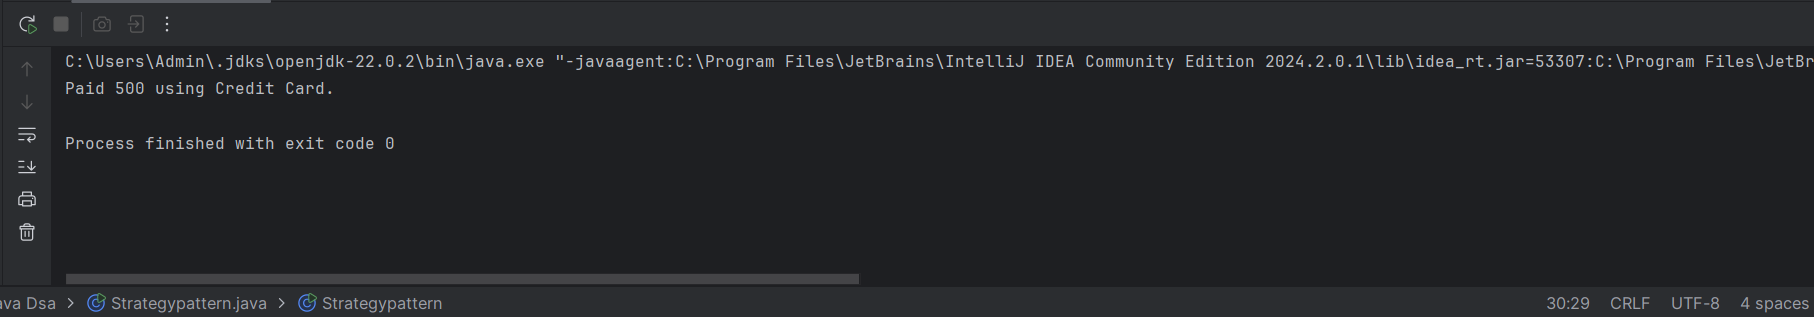 C:\Users\Admin\.jdks\openjdk-22.0.2\bin\java.exe "-javaagent:C:\Program Files\JetBrains\IntelliJ IDEA Community Edition 2024.2.0.1\lib\idea_rt.jar=53307:C:\Program Files\JetBr
Paid 500 using Credit Card.
Process finished with exit code 0
ava Dsa > Strategypattern.java > Strategypattern 30:29 CRLF UTF-8 4 spaces